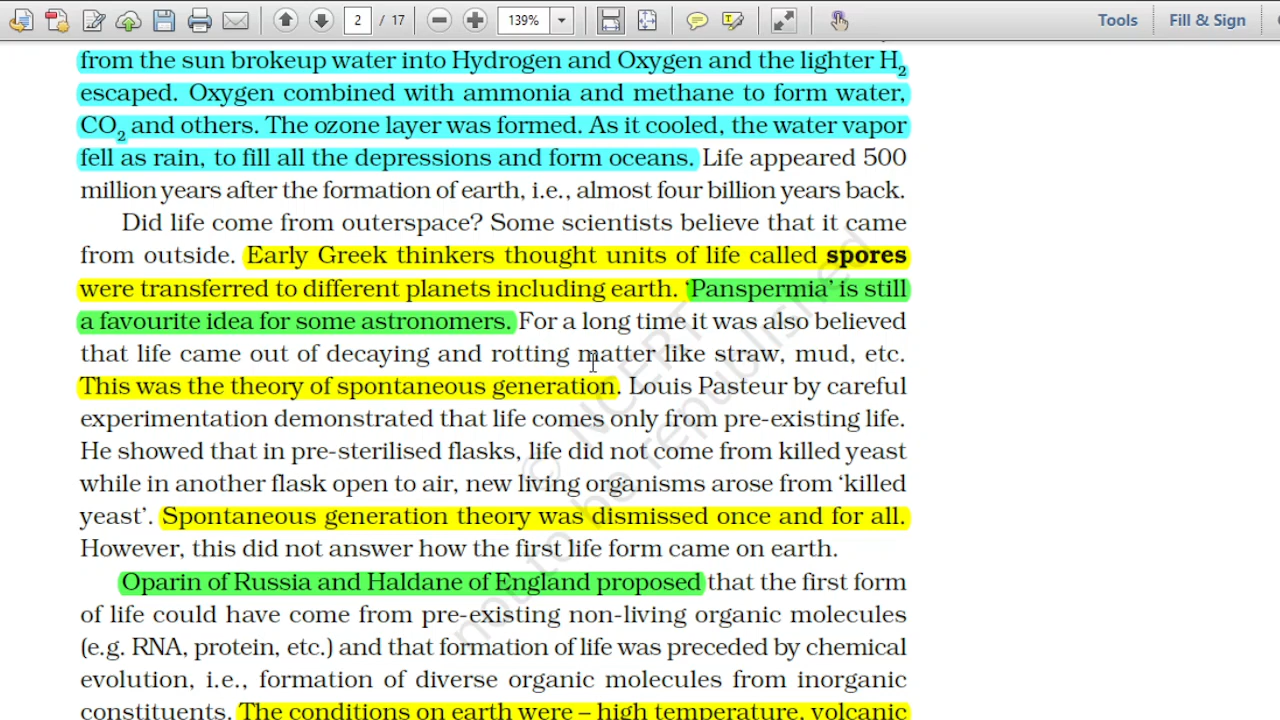 2 / 17 139% Tools Fill & Sign
from the sun brokeup water into Hydrogen and Oxygen and the lighter H2
escaped. Oxygen combined with ammonia and methane to form water,
CO2 and others. The ozone layer was formed. As it cooled, the water vapor
fell as rain, to fill all the depressions and form oceans. Life appeared 500
million years after the formation of earth, i.e., almost four billion years back.
Did life come from outerspace? Some scientists believe that it came
from outside. Early Greek thinkers thought units of life called spores
were transferred to different planets including earth. ‘Panspermia’ is still
a favourite idea for some astronomers. For a long time it was also believed
that life came out of decaying and rotting matter like straw, mud, etc.
This was the theory of spontaneous generation. Louis Pasteur by careful
experimentation demonstrated that life comes only from pre-existing life.
He showed that in pre-sterilised flasks, life did not come from killed yeast
while in another flask open to air, new living organisms arose from ‘killed
yeast’. Spontaneous generation theory was dismissed once and for all.
However, this did not answer how the first life form came on earth.
Oparin of Russia and Haldane of England proposed that the first form
of life could have come from pre-existing non-living organic molecules
(e.g. RNA, protein, etc.) and that formation of life was preceded by chemical
evolution, i.e., formation of diverse organic molecules from inorganic
constituents. The conditions on earth were – high temperature, volcanic
© NCERT
not to be republished